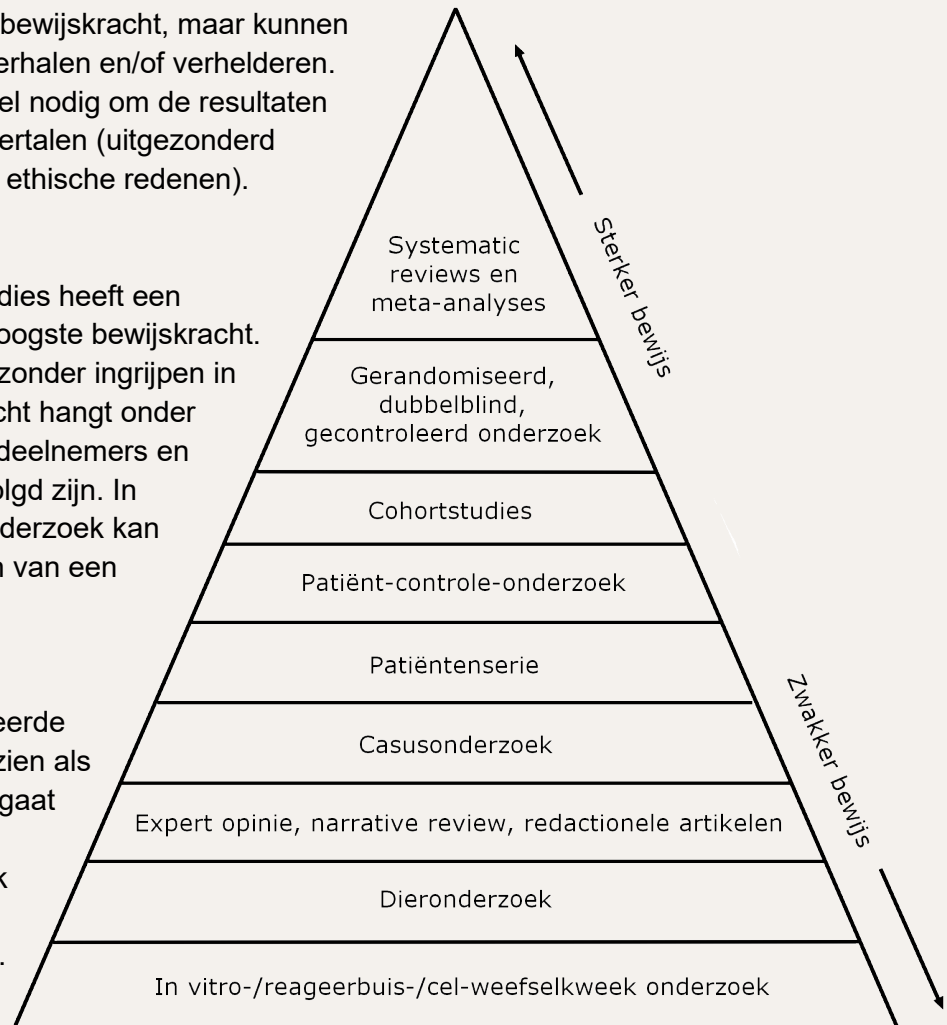 bewijskracht, maar kunnen
erhalen en/of verhelderen.
el nodig om de resultaten
ertalen (uitgezonderd
ethische redenen).
dies heeft een
oogste bewijskracht.
zonder ingrijpen in
cht hangt onder
deelnemers en
olgd zijn. In
derzoek kan
n van een
eerde
zien als
gaat
k
.
Systematic
reviews en
meta-analyses
Gerandomiseerd,
dubbelblind,
gecontroleerd onderzoek
Cohortstudies
Patiënt-controle-onderzoek
Patiëntenserie
Casusonderzoek
Expert opinie, narrative review, redactionele artikelen
Dieronderzoek
In vitro-/reageerbuis-/cel-weefselkweek onderzoek
Sterker bewijs
Zwakker bewijs